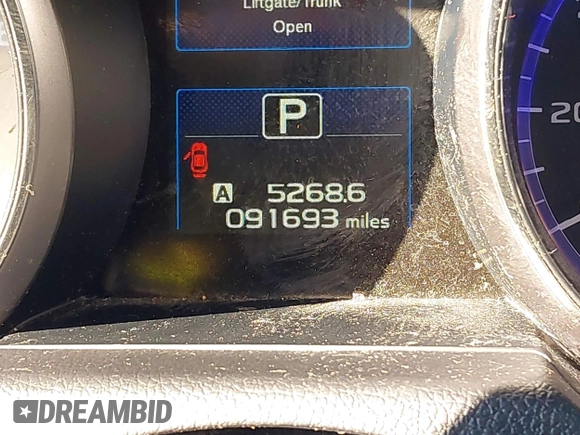 Liftgate/Trunk
Open
P
A 5268.6
091693 miles
20
DREAMBID